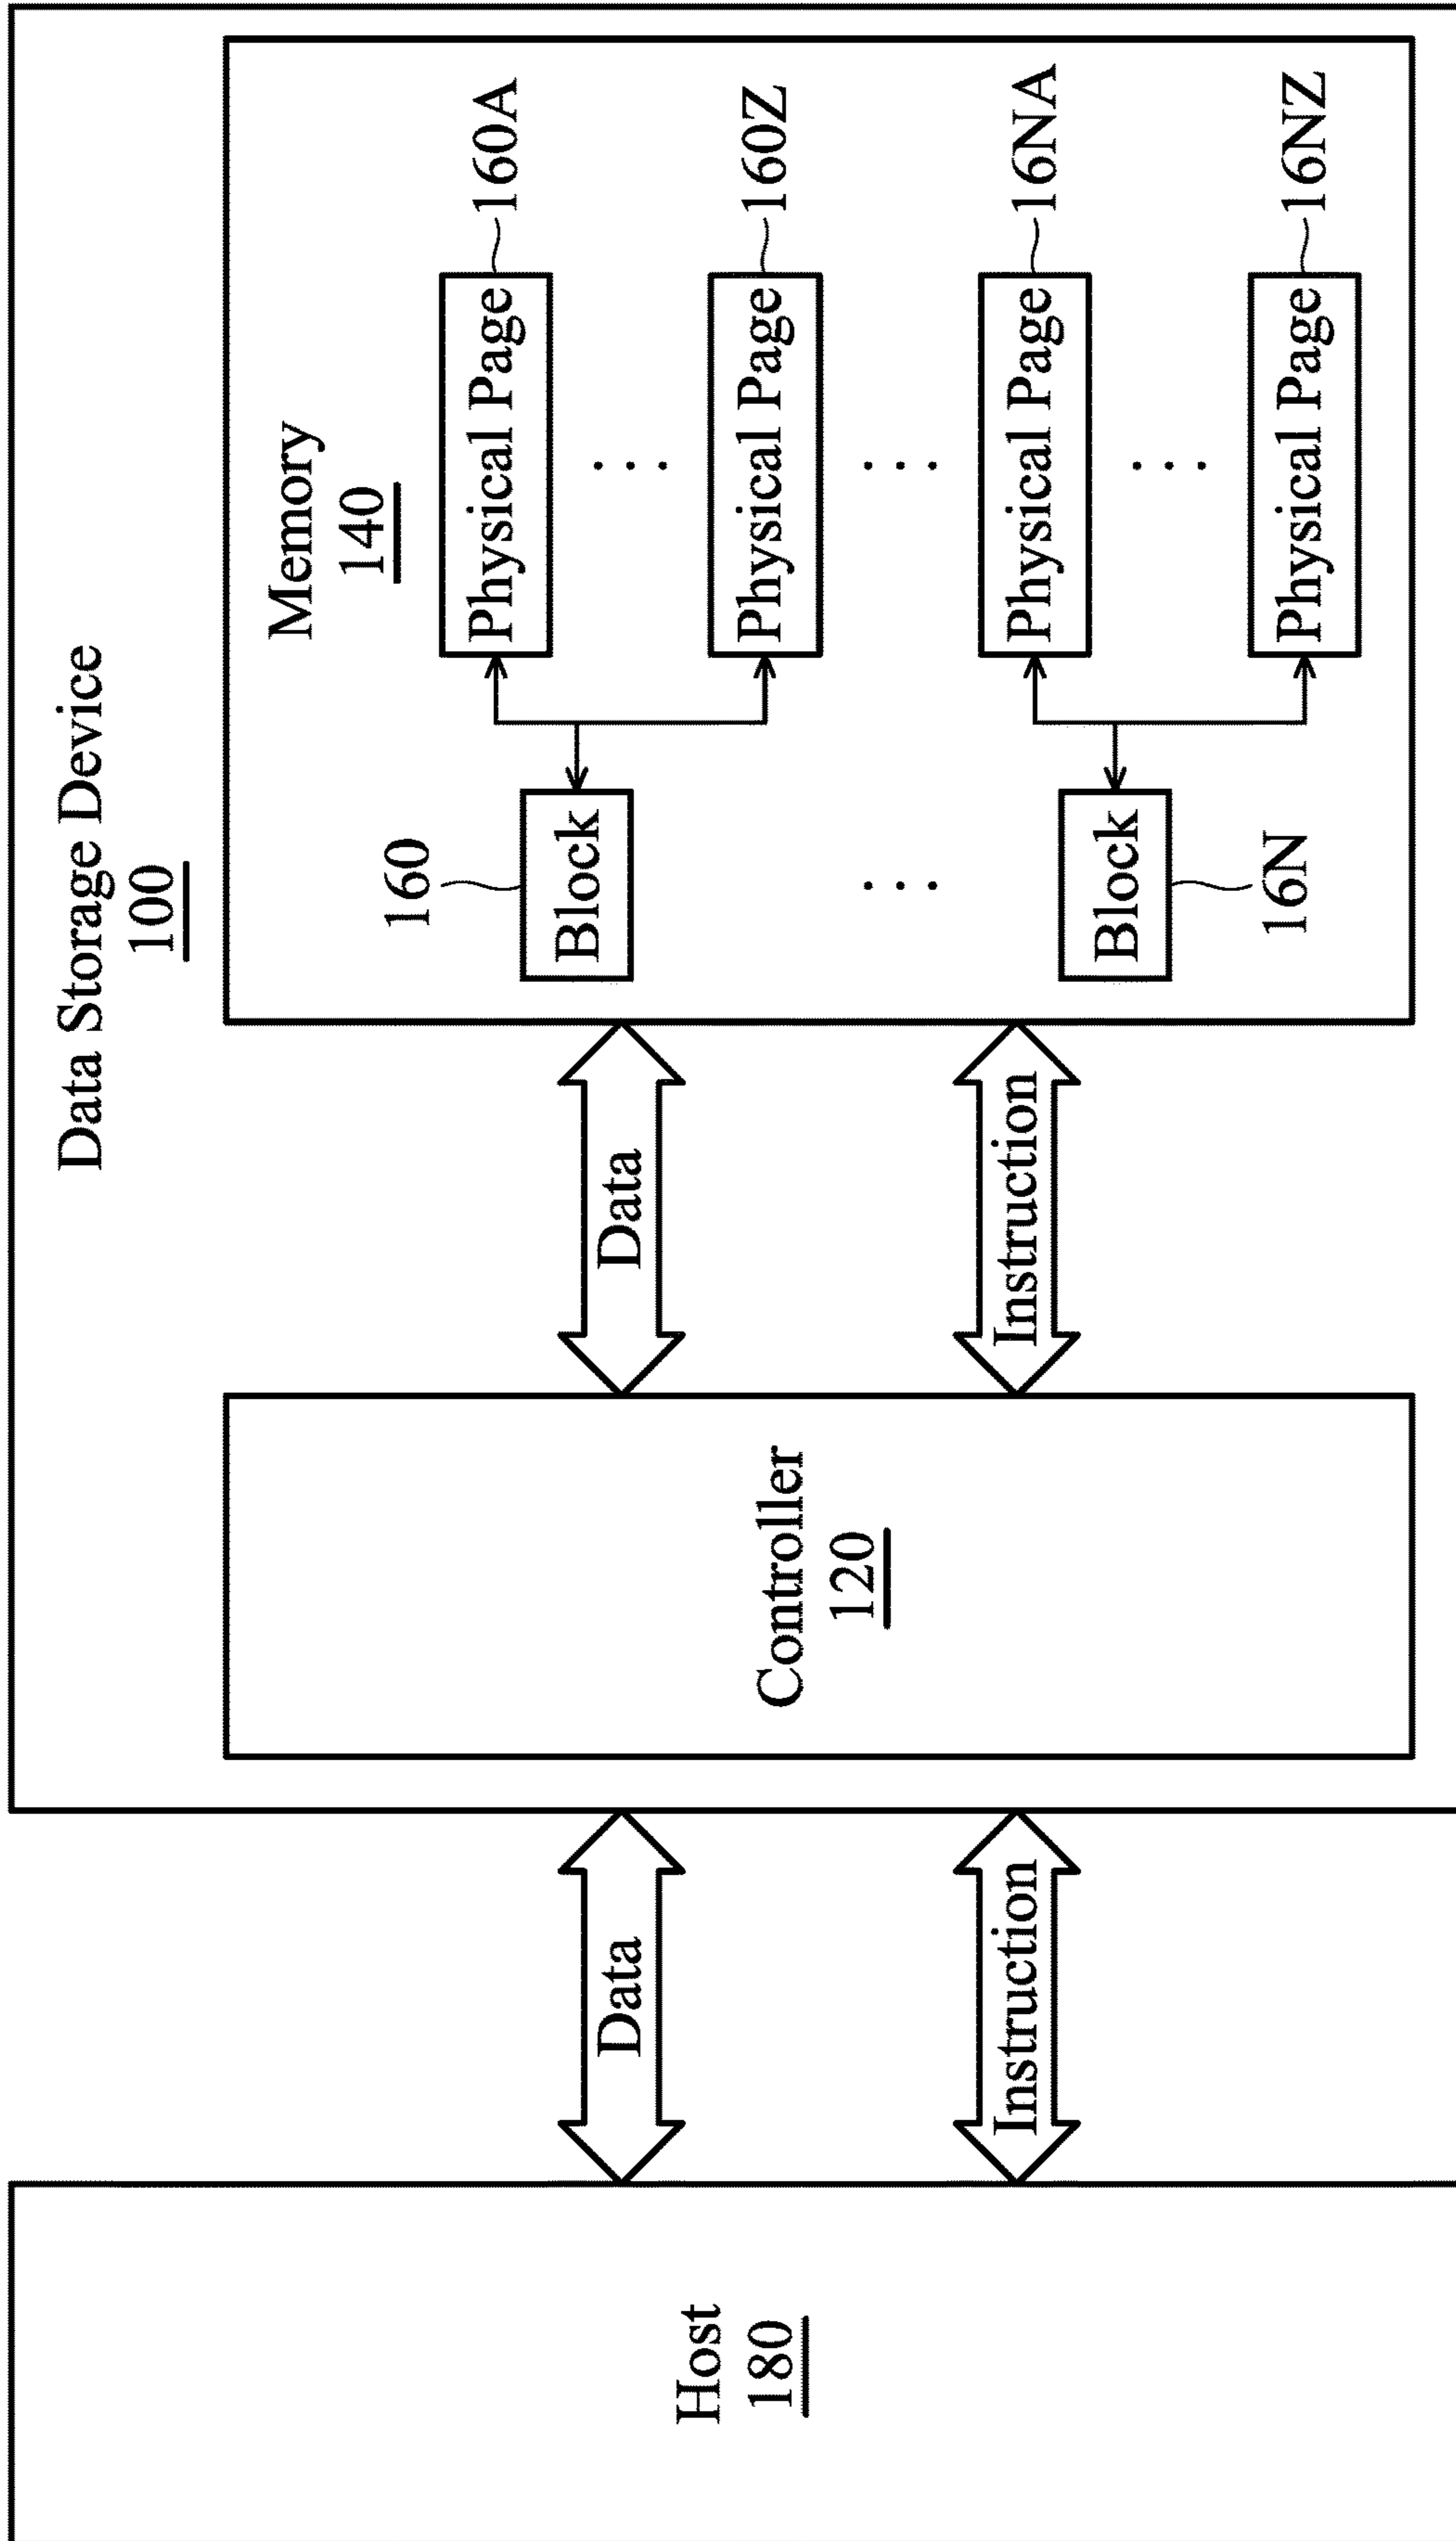 Data Storage Device
100
Host
180
Data
Instruction
Controller
120
Data
Instruction
Memory
140
160
Block
Physical Page
160A
. . .
Physical Page
160Z
. . .
. . .
Block
16N
Physical Page
16NA
. . .
Physical Page
16NZ